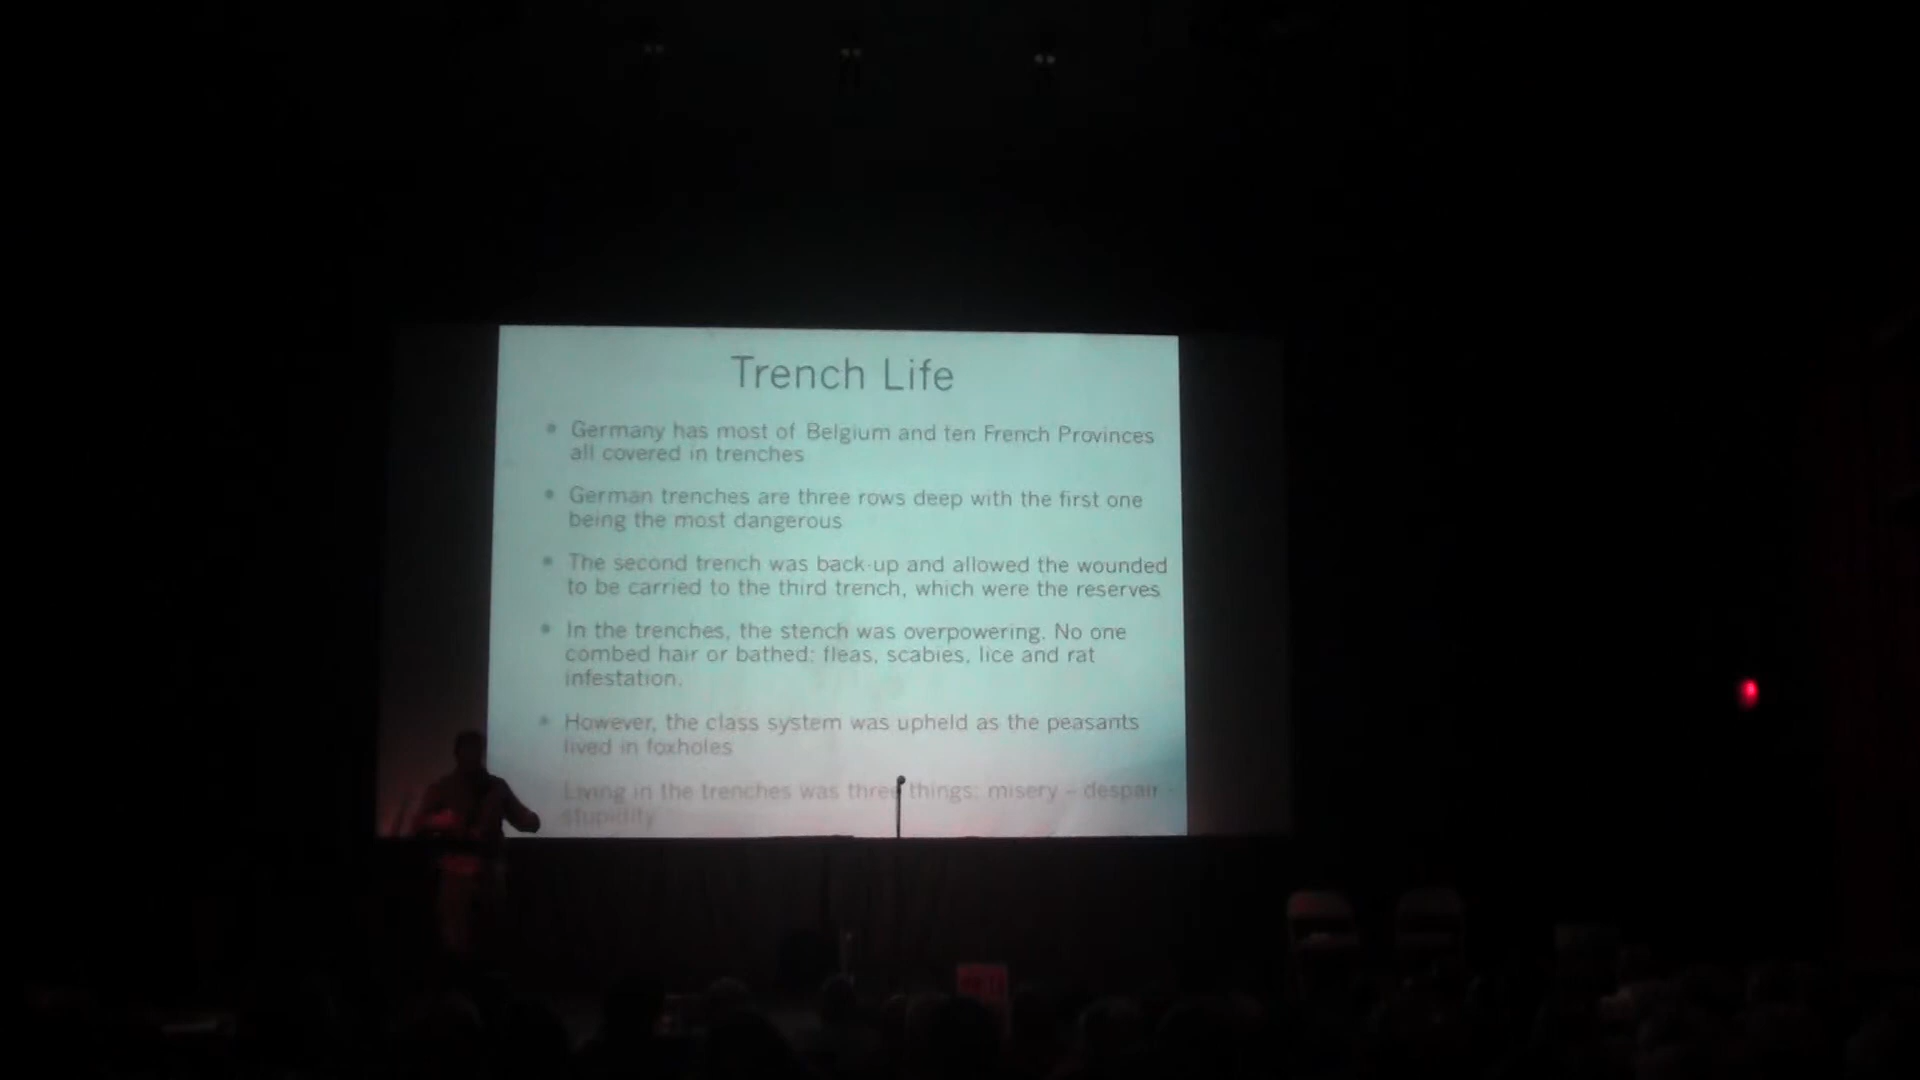 Trench Life
Germany has most of Belgium and ten French Provinces
all covered in trenches
German trenches are three rows deep with the first one
being the most dangerous
The second trench was back-up and allowed the wounded
to be carried to the third trench, which were the reserves
In the trenches, the stench was overpowering. No one
combed hair or bathed: fleas, scabies, lice and rat
infestation.
However, the class system was upheld as the peasants
lived in foxholes
Living in the trenches was three things: misery – despair -
stupidity